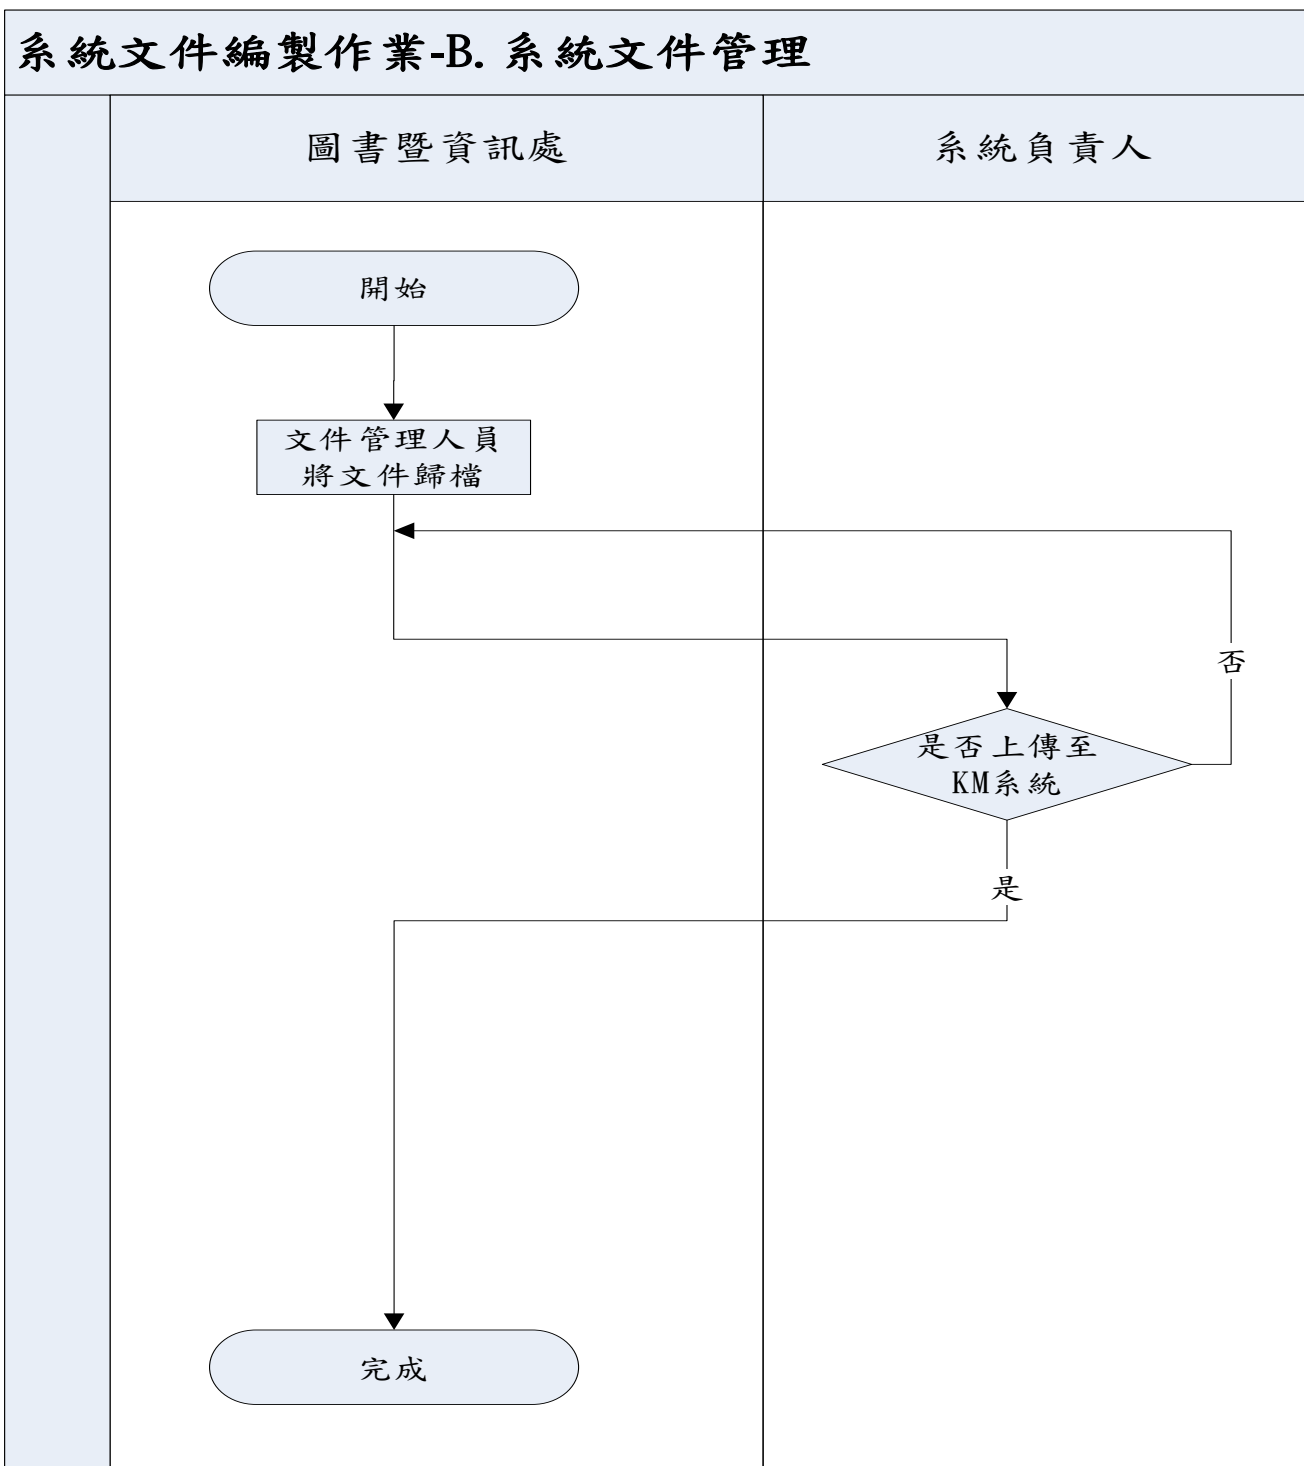 系統文件編製作業-B.系統文件管理
圖書暨資訊處
系統負責人
開始
文件管理人員
將文件歸檔
否
是否上傳至
KM系統
是
完成